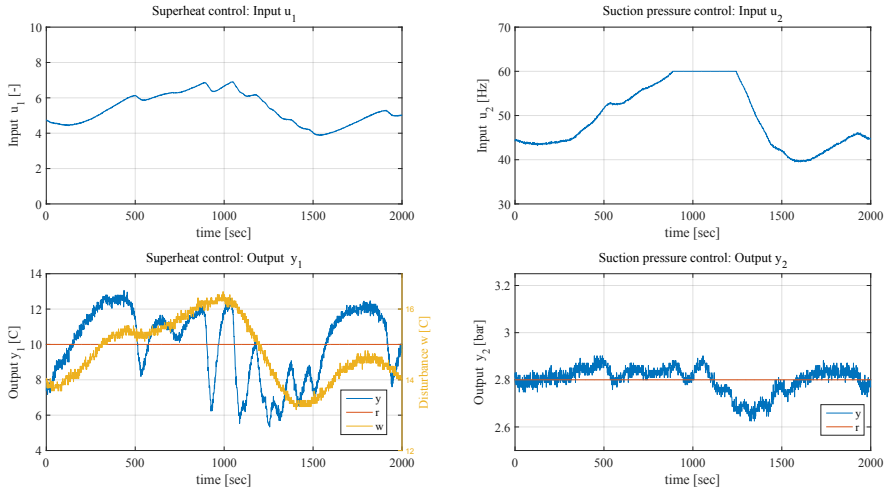 Superheat control: Input u1
Input u1 [-]
10
8
6
4
2
0
0 500 1000 1500 2000
time [sec]
Suction pressure control: Input u2
Input u2 [Hz]
70
60
50
40
30
0 500 1000 1500 2000
time [sec]
Superheat control: Output y1
Output y1 [C]
14
12
10
8
6
4
0 500 1000 1500 2000
time [sec]
16
14
12
Disturbance w [C]
y
r
w
Suction pressure control: Output y2
Output y2 [bar]
3.2
3
2.8
2.6
0 500 1000 1500 2000
time [sec]
y
r